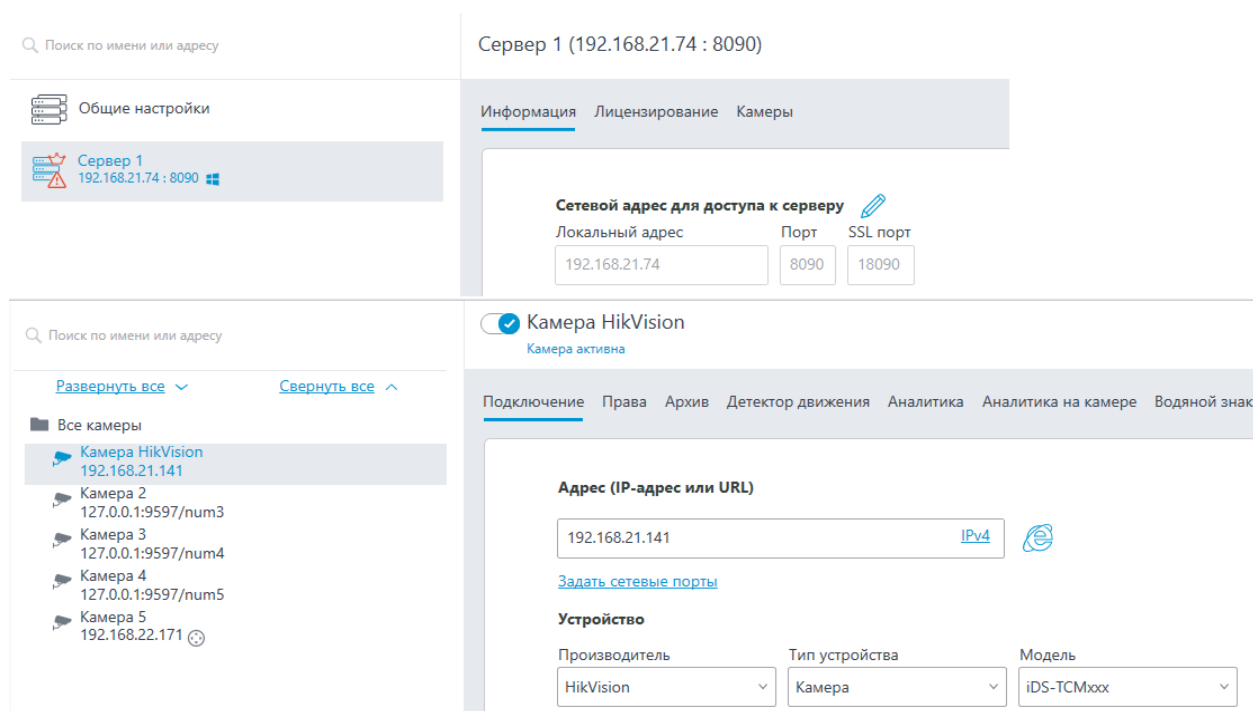 Поиск по имени или адресу
Сервер 1 (192.168.21.74 : 8090)
Общие настройки
Информация Лицензирование Камеры
Сервер 1
192.168.21.74 : 8090
Сетевой адрес для доступа к серверу
Локальный адрес Порт SSL порт
192.168.21.74 8090 18090
Поиск по имени или адресу
Камера HikVision
Камера активна
Развернуть все Свернуть все
Подключение Права Архив Детектор движения Аналитика Аналитика на камере Водяной знак
Все камеры
Камера HikVision
192.168.21.141
Камера 2
127.0.0.1:9597/num3
Камера 3
127.0.0.1:9597/num4
Камера 4
127.0.0.1:9597/num5
Камера 5
192.168.22.171
Адрес (IP-адрес или URL)
192.168.21.141 IPv4
Задать сетевые порты
Устройство
Производитель Тип устройства Модель
HikVision Камера iDS-TCMxxx